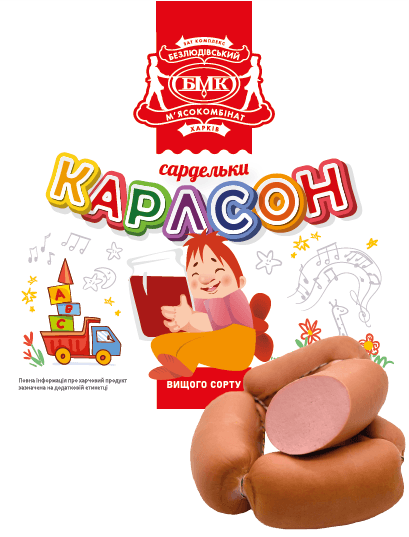 ЗАТ КОМПЛЕКС
БЕЗЛЮДІВСЬКИЙ
БМК
М'ЯСОКОМБІНАТ
ХАРКІВ
сардельки
КАРЛСОН
A
B
C
ВИЩОГО СОРТУ
Повна інформація про харчовий продукт
зазначена на додатковій етикетці